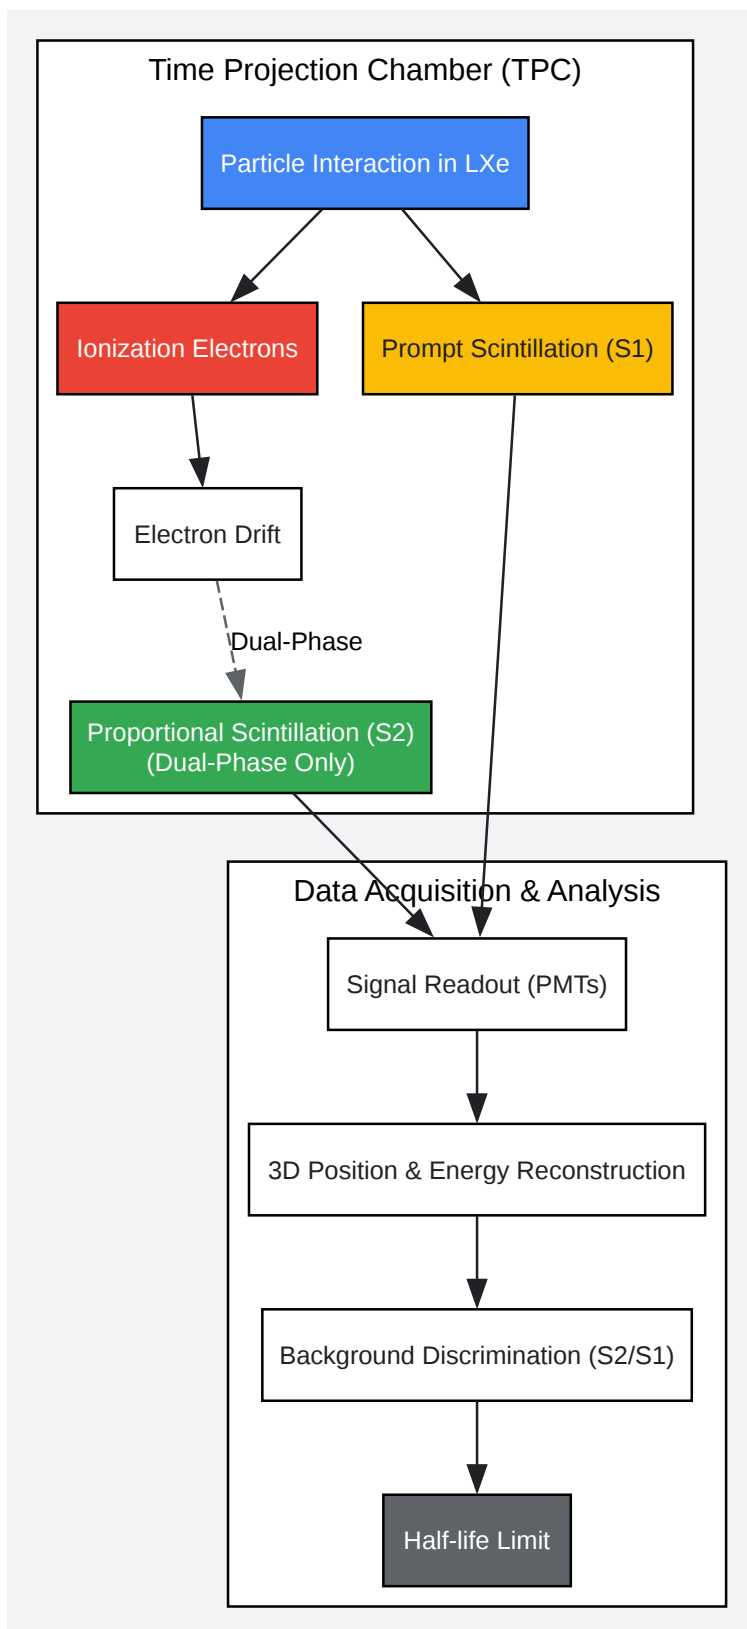 Time Projection Chamber (TPC)
Particle Interaction in LXe
Ionization Electrons
Prompt Scintillation (S1)
Electron Drift
Dual-Phase
Proportional Scintillation (S2)
(Dual-Phase Only)
Data Acquisition & Analysis
Signal Readout (PMTs)
3D Position & Energy Reconstruction
Background Discrimination (S2/S1)
Half-life Limit